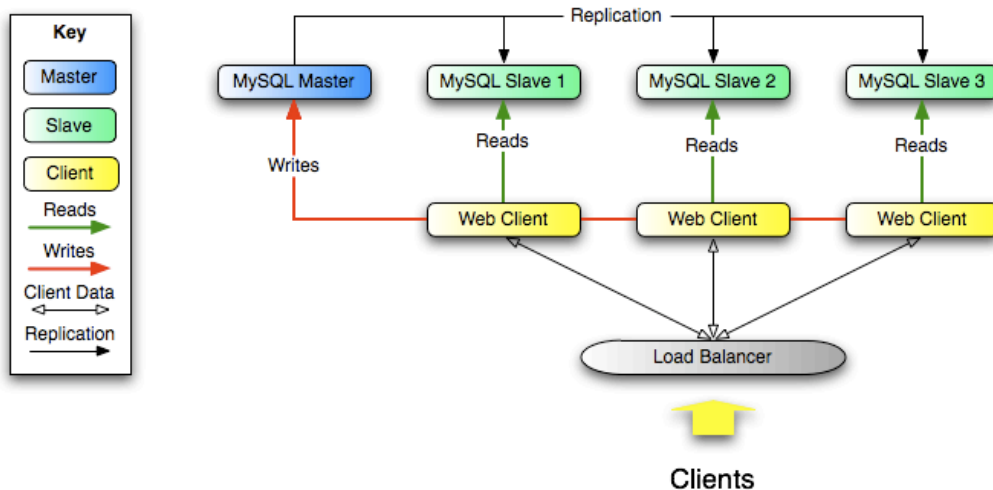 Key
Master
Slave
Client
Reads
Writes
Client Data
Replication
Replication
MySQL Master
MySQL Slave 1
MySQL Slave 2
MySQL Slave 3
Writes
Reads
Reads
Reads
Web Client
Web Client
Web Client
Load Balancer
Clients